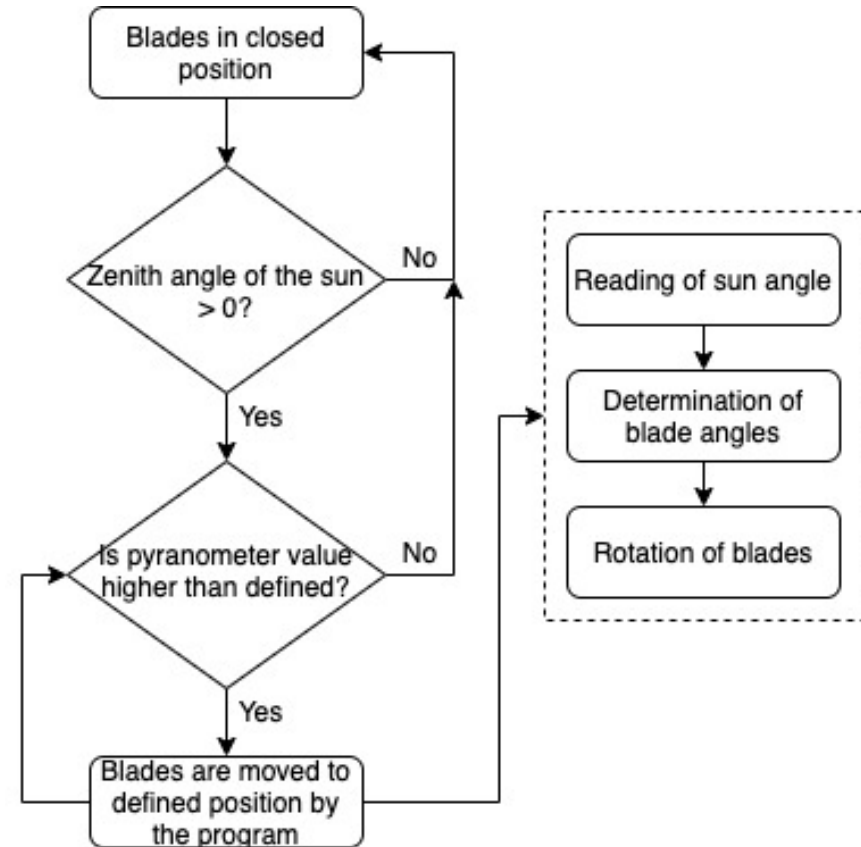 Blades in closed
position
Zenith angle of the sun
> 0?
No
Yes
Is pyranometer value
higher than defined?
No
Yes
Blades are moved to
defined position by
the program
Reading of sun angle
Determination of
blade angles
Rotation of blades